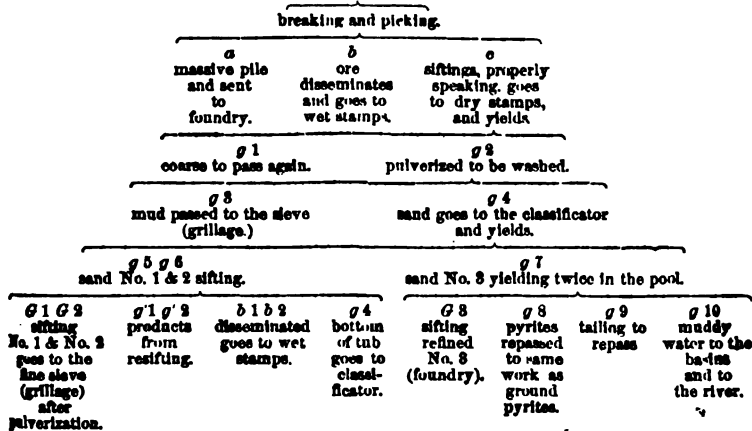 breaking and picking.
a b c
massive pile ore siftings, properly
and sent disseminates speaking. goes
to and goes to to dry stamps,
foundry. wet stamps. and yields
g 1 g 2
coarse to pass again. pulverized to be washed.
g 3 g 4
mud passed to the sieve sand goes to the classificator
(grillage.) and yields.
g 5 g 6 g 7
sand No. 1 & 2 sifting. sand No. 3 yielding twice in the pool.
G 1 G 2 g'1 g' 2 b 1 b 2 g 4 G 3 g 8 g 9 g 10
sifting products disseminated bottom sifting pyrites tailing to muddy
No. 1 & No. 2 from goes to wet of tub refined repassed repass water to the
goes to the resifting. stamps. goes to No. 3 to same basins
fine sieve classi- (foundry). work as and to
(grillage) ficator. ground the river.
after pyrites.
pulverization.